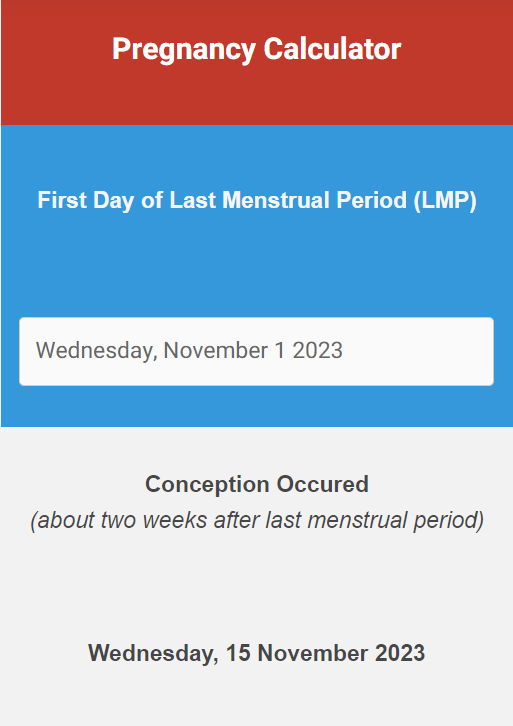 Pregnancy Calculator
First Day of Last Menstrual Period (LMP)
Wednesday, November 1 2023
Conception Occured
(about two weeks after last menstrual period)
Wednesday, 15 November 2023